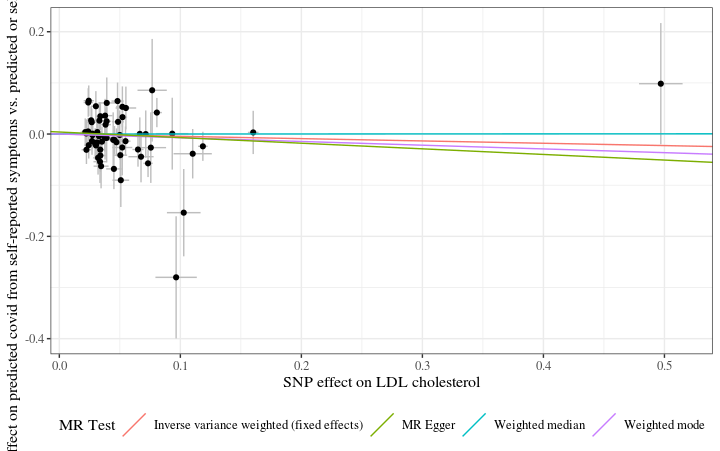 0.2
0.0
-0.2
-0.4
effect on predicted covid from self-reported symptoms vs. predicted or se
0.0
0.1
0.2
0.3
0.4
0.5
SNP effect on LDL cholesterol
MR Test
Inverse variance weighted (fixed effects)
MR Egger
Weighted median
Weighted mode